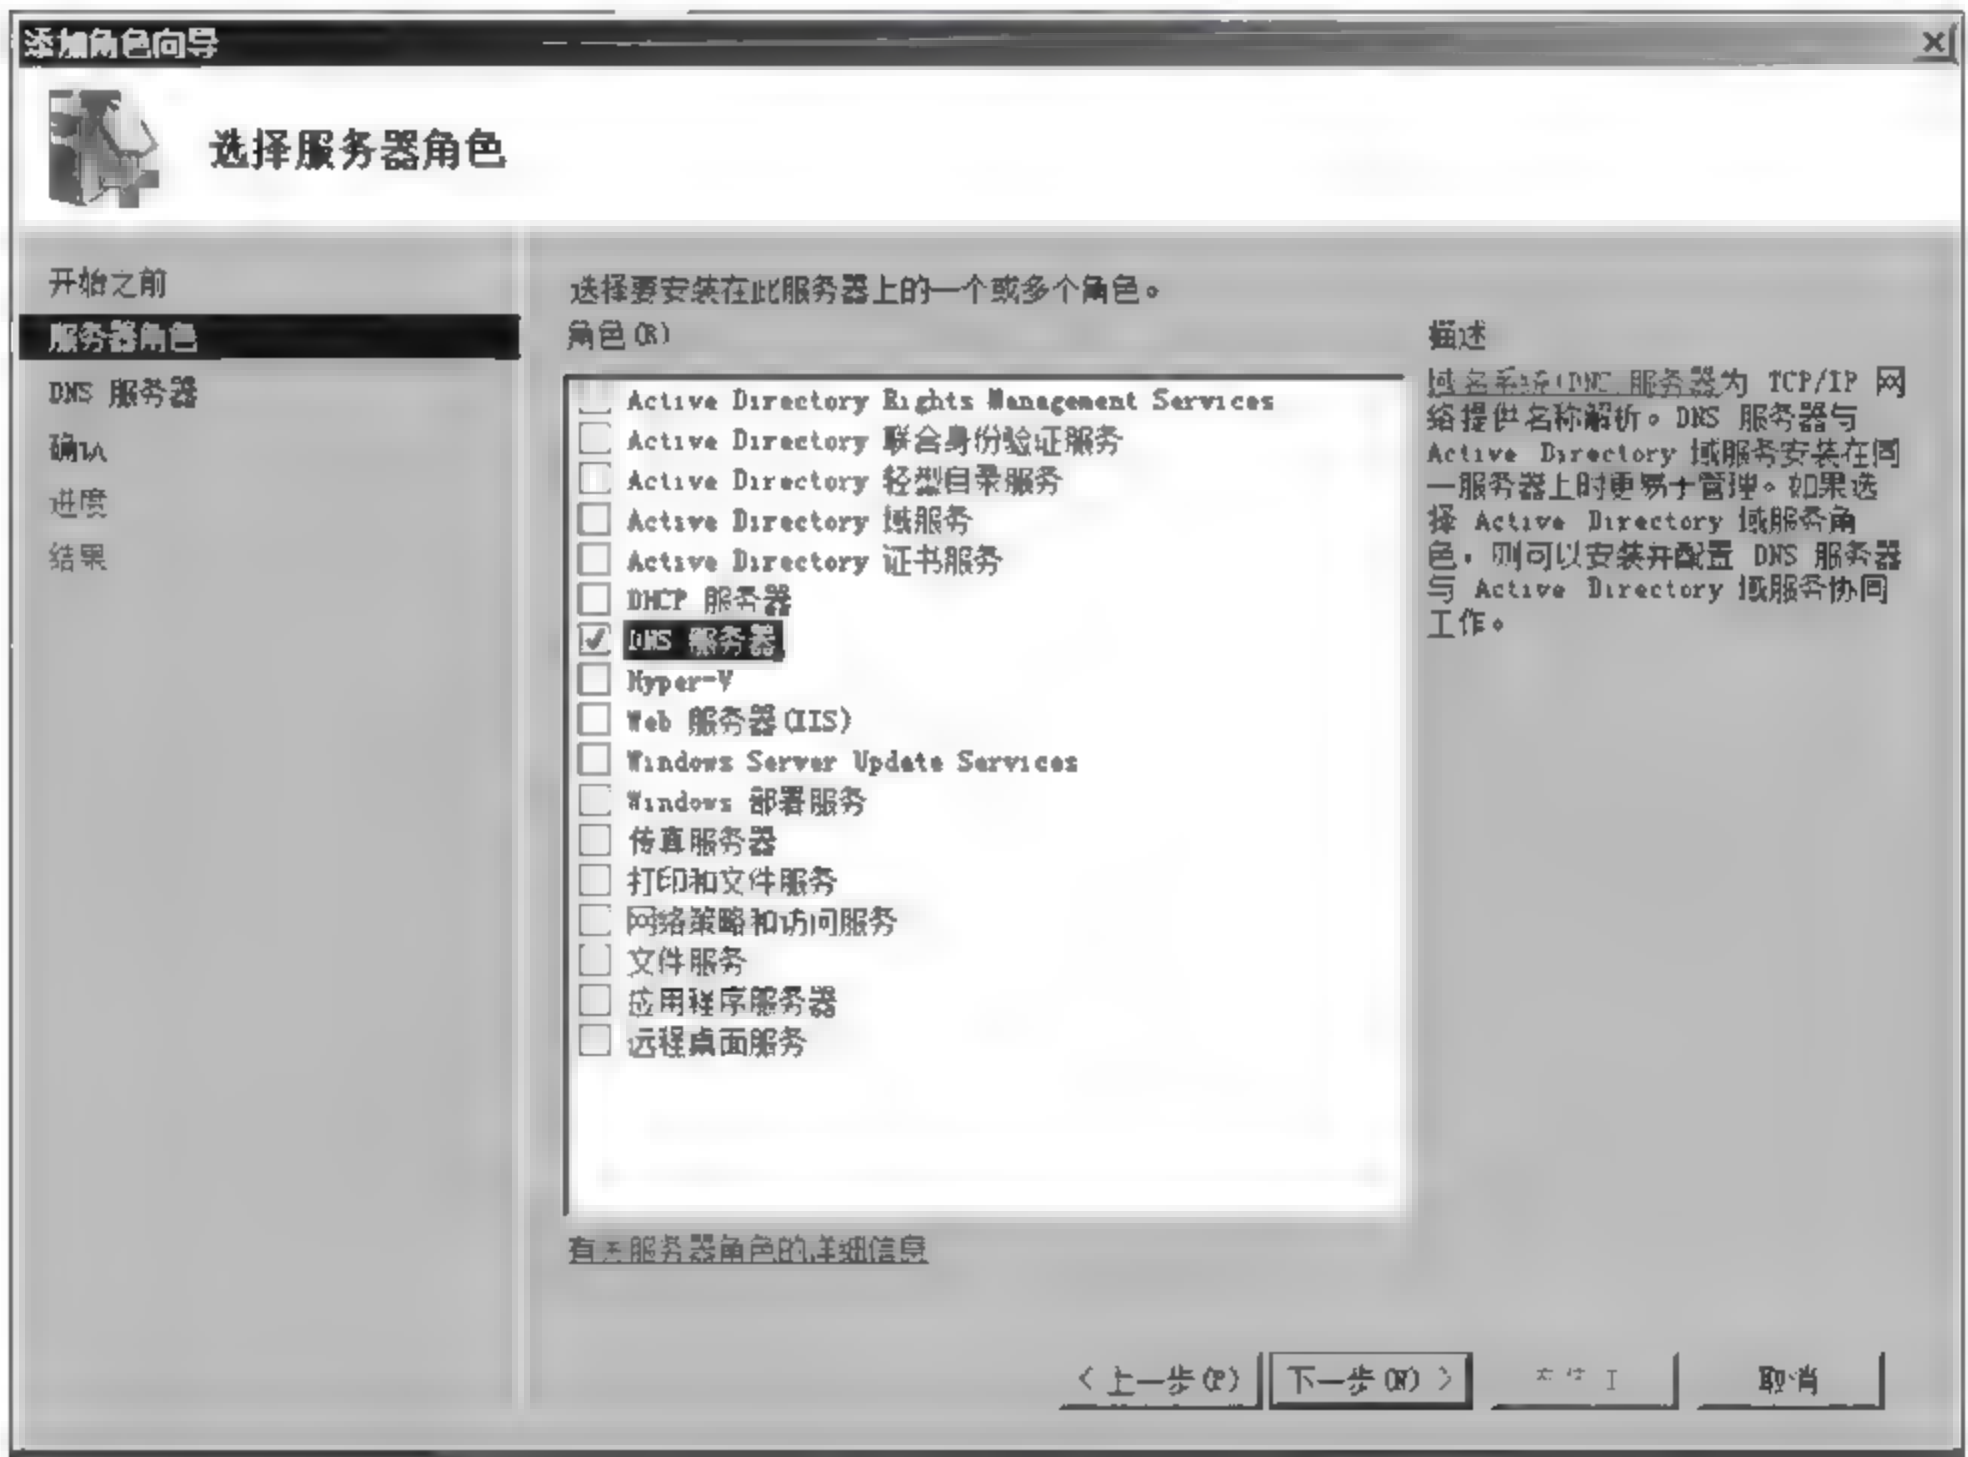 添加角色向导
选择服务器角色
开始之前
服务器角色
DNS 服务器
确认
进度
结果
选择要安装在此服务器上的一个或多个角色。
角色(R)
Active Directory Rights Management Services
Active Directory 联合身份验证服务
Active Directory 轻型目录服务
Active Directory 域服务
Active Directory 证书服务
DHCP 服务器
DNS 服务器
Hyper-V
Web 服务器(IIS)
Windows Server Update Services
Windows 部署服务
传真服务器
打印和文件服务
网络策略和访问服务
文件服务
应用程序服务器
远程桌面服务
有关服务器角色的详细信息
描述
域名系统(DNS 服务器为 TCP/IP 网
络提供名称解析。DNS 服务器与
Active Directory 域服务安装在同
一服务器上时更易于管理。如果选
择 Active Directory 域服务角
色，则可以安装并配置 DNS 服务器
与 Active Directory 域服务协同
工作。
< 上一步(P)
下一步(N) >
取消